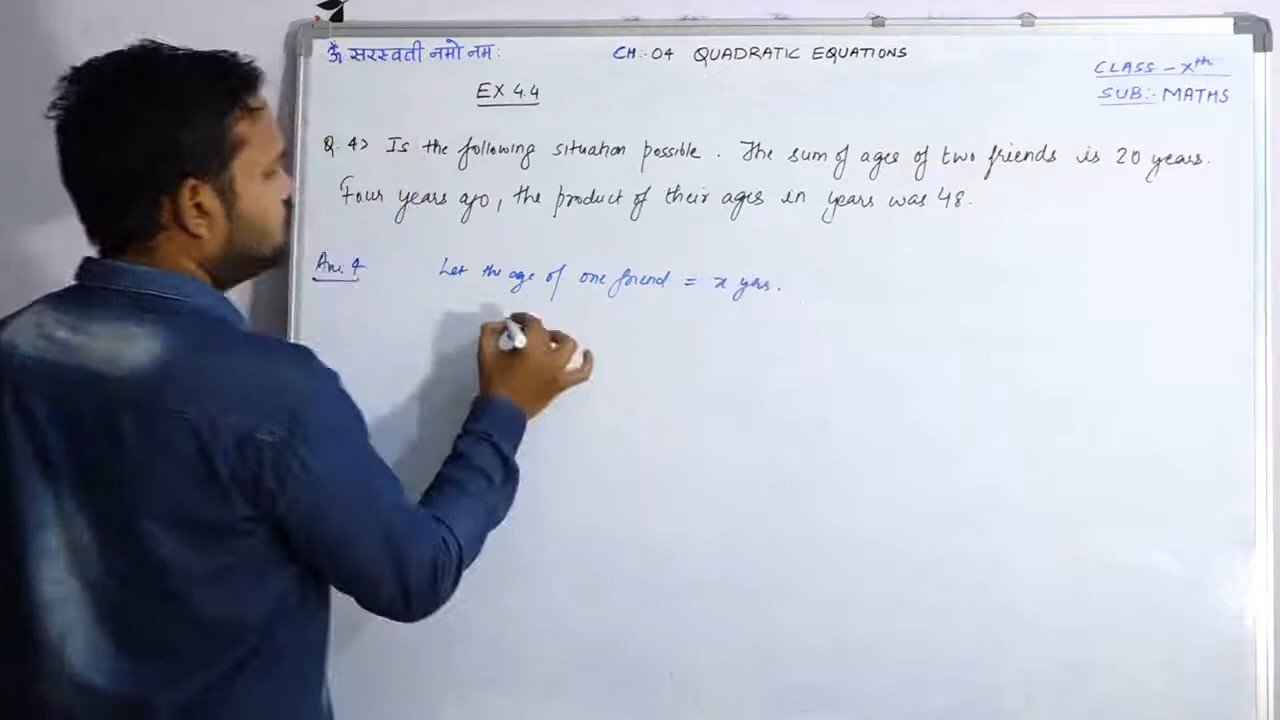 ॐ सरस्वती नमो नमः
CH:- 04 QUADRATIC EQUATIONS
CLASS - Xth
SUB:- MATHS
EX 4.4
Q. 4> Is the following situation possible. The sum of ages of two friends is 20 years.
Four years ago, the product of their ages in years was 48.
Ans. 4 Let the age of one friend = x yrs.